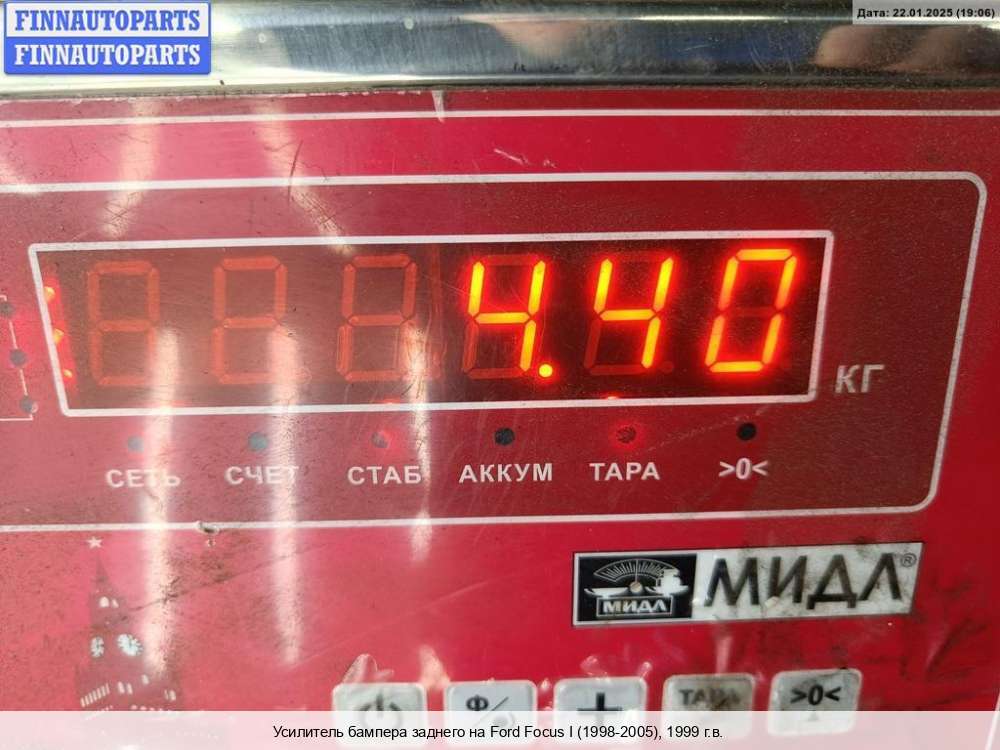 FINNAUTOPARTS
FINNAUTOPARTS
Дата: 22.01.2025 (19:06)
4.40
КГ
СЕТЬ СЧЕТ СТАБ АККУМ ТАРА >0<
МИДЛ МИДЛ®
Ф/ + ТАРА >0<
Усилитель бампера заднего на Ford Focus I (1998-2005), 1999 г.в.